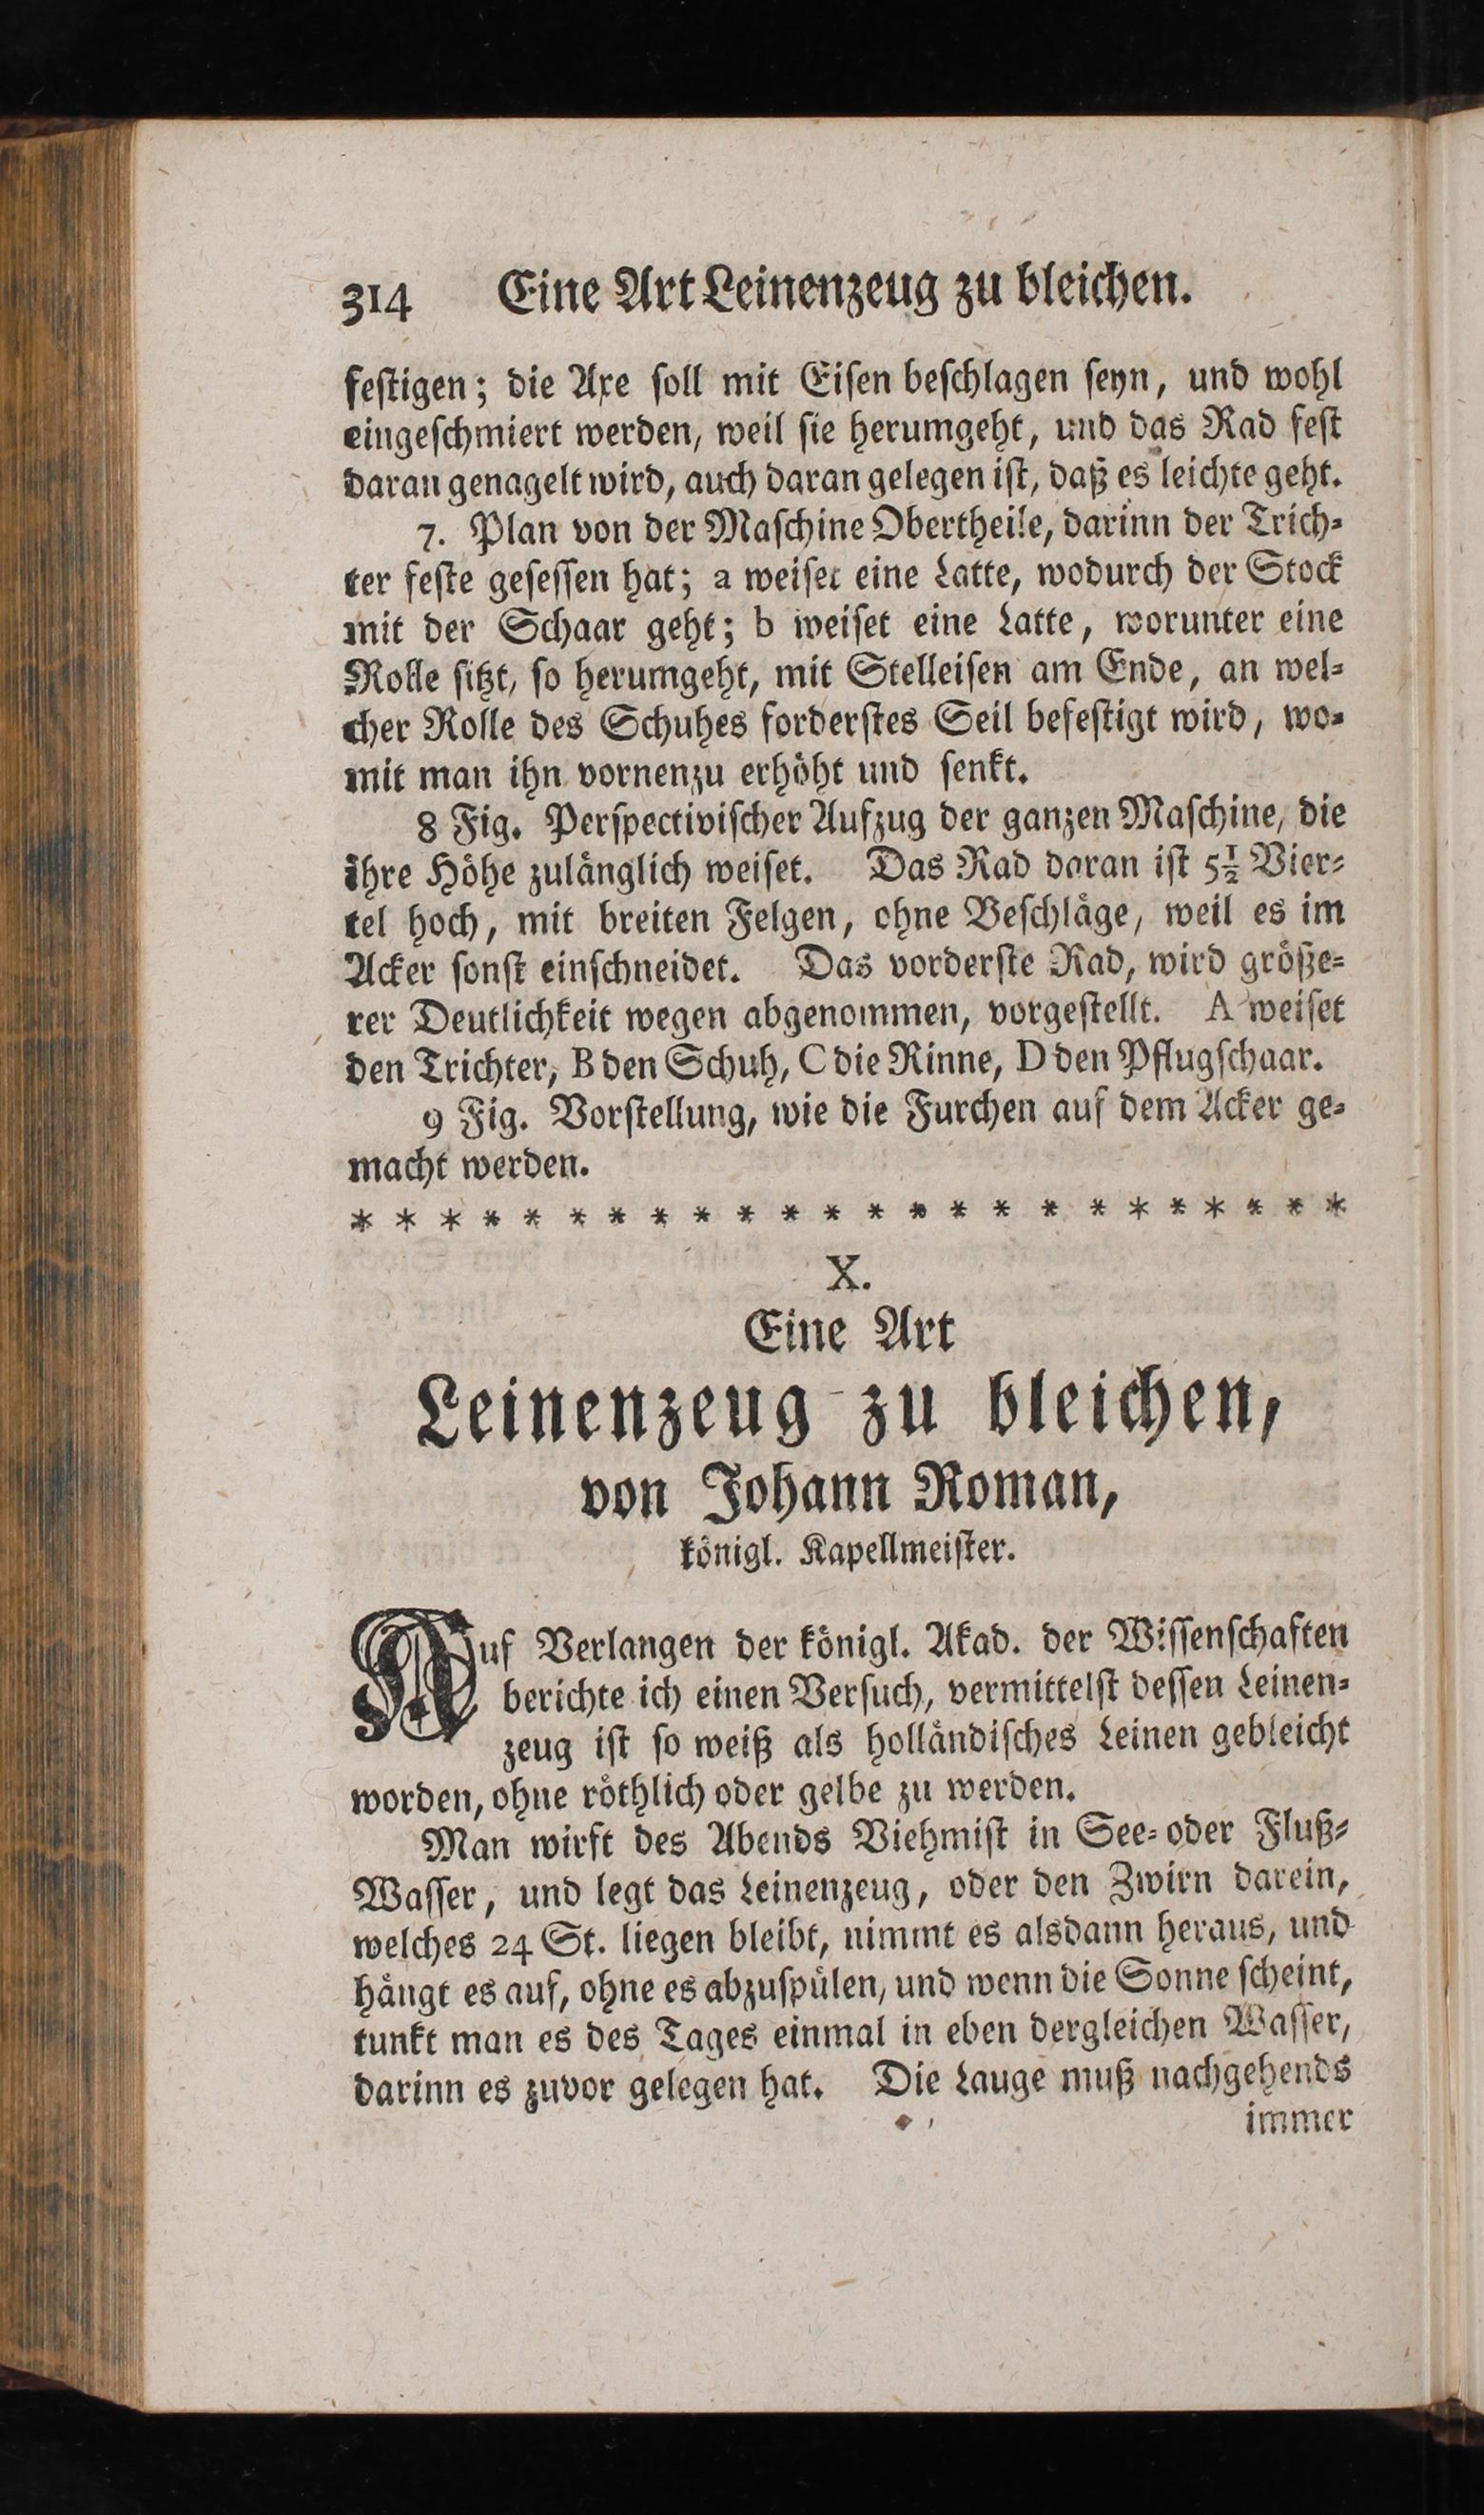 314 Eine Art Leinenzeug zu bleichen.
feſtigen; die Axe ſoll mit Eiſen beſchlagen ſeyn, und wohl
eingeſchmiert werden, weil ſie herumgeht, und das Rad feſt
daran genagelt wird, auch daran gelegen iſt, daß es leichte geht.
7. Plan von der Maſchine Obertheile, darinn der Trich⸗
ter feſte geſeſſen hat; a weiſet eine Latte, wodurch der Stock
mit der Schaar geht; b weiſet eine Latte, worunter eine
Rolle ſitzt, ſo herumgeht, mit Stelleiſen am Ende, an wel⸗
cher Rolle des Schuhes forderſtes Seil befeſtigt wird, wo⸗
mit man ihn vornenzu erhöht und ſenkt.
8 Fig. Perſpectiviſcher Aufzug der ganzen Maſchine, die
ihre Höhe zulänglich weiſet. Das Rad daran iſt 5½ Vier⸗
tel hoch, mit breiten Felgen, ohne Beſchläge, weil es im
Acker ſonſt einſchneidet. Das vorderſte Rad, wird größe⸗
rer Deutlichkeit wegen abgenommen, vorgeſtellt. A weiſet
den Trichter, B den Schuh, C die Rinne, D den Pflugſchaar.
9 Fig. Vorſtellung, wie die Furchen auf dem Acker ge⸗
macht werden.
* * * * * * * * * * * * * * * * * * * * * * * *
X.
Eine Art
Leinenzeug zu bleichen,
von Johann Roman,
königl. Kapellmeiſter.
Auf Verlangen der königl. Akad. der Wiſſenſchaften
berichte ich einen Verſuch, vermittelſt deſſen Leinen⸗
zeug iſt ſo weiß als holländiſches Leinen gebleicht
worden, ohne röthlich oder gelbe zu werden.
Man wirft des Abends Viehmiſt in See⸗ oder Fluß⸗
Waſſer, und legt das Leinenzeug, oder den Zwirn darein,
welches 24 St. liegen bleibt, nimmt es alsdann heraus, und
hängt es auf, ohne es abzuſpülen, und wenn die Sonne ſcheint,
tunkt man es des Tages einmal in eben dergleichen Waſſer,
darinn es zuvor gelegen hat. Die Lauge muß nachgehends
immer